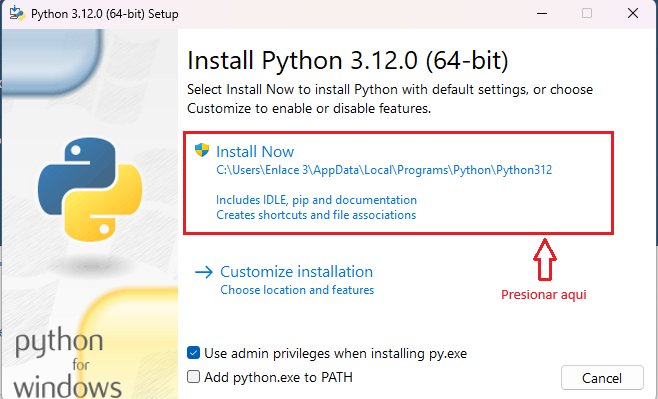 Python 3.12.0 (64-bit) Setup
Install Python 3.12.0 (64-bit)
Select Install Now to install Python with default settings, or choose
Customize to enable or disable features.
Install Now
C:\Users\Enlace 3\AppData\Local\Programs\Python\Python312
Includes IDLE, pip and documentation
Creates shortcuts and file associations
Customize installation
Choose location and features
Presionar aqui
Use admin privileges when installing py.exe
Add python.exe to PATH
Cancel
python
for
windows